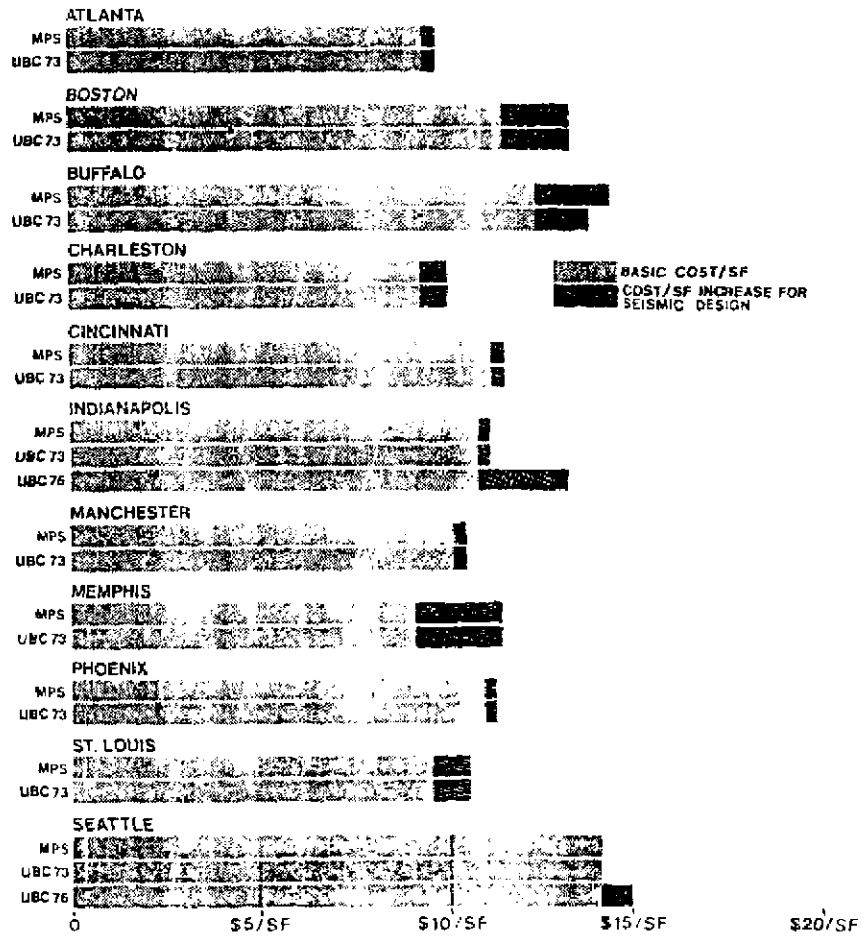 ATLANTA
MPS
UBC 73
BOSTON
MPS
UBC 73
BUFFALO
MPS
UBC 73
CHARLESTON
MPS
UBC 73
BASIC COST/SF
COST/SF INCREASE FOR
SEISMIC DESIGN
CINCINNATI
MPS
UBC 73
INDIANAPOLIS
MPS
UBC 73
UBC 76
MANCHESTER
MPS
UBC 73
MEMPHIS
MPS
UBC 73
PHOENIX
MPS
UBC 73
ST. LOUIS
MPS
UBC 73
SEATTLE
MPS
UBC 73
UBC 76
0 $5/SF $10/SF $15/SF $20/SF